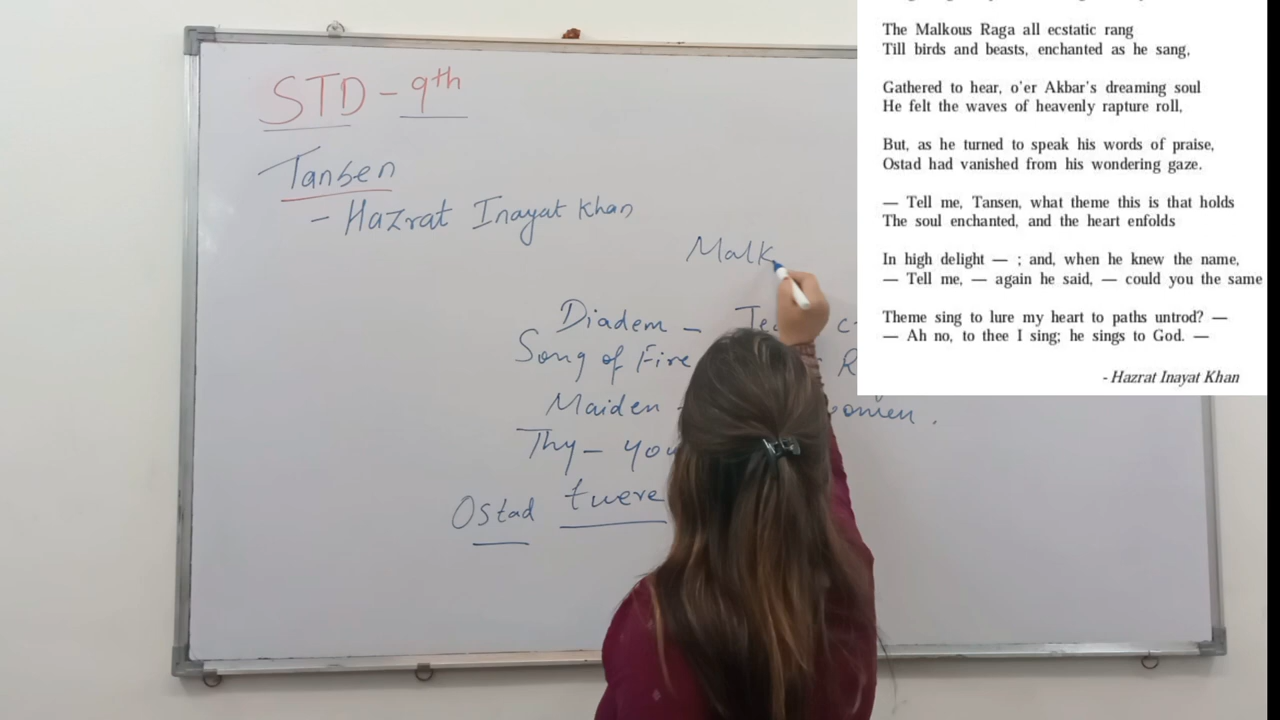 STD - 9th
Tansen
- Hazrat Inayat Khan
Malk
Diadem -
Song of Fire
Maiden -
Thy - you
Ostad twere
The Malkous Raga all ecstatic rang
Till birds and beasts, enchanted as he sang,
Gathered to hear, o'er Akbar's dreaming soul
He felt the waves of heavenly rapture roll,
But, as he turned to speak his words of praise,
Ostad had vanished from his wondering gaze.
— Tell me, Tansen, what theme this is that holds
The soul enchanted, and the heart enfolds
In high delight — ; and, when he knew the name,
— Tell me, — again he said, — could you the same
Theme sing to lure my heart to paths untrod? —
— Ah no, to thee I sing; he sings to God. —
- Hazrat Inayat Khan